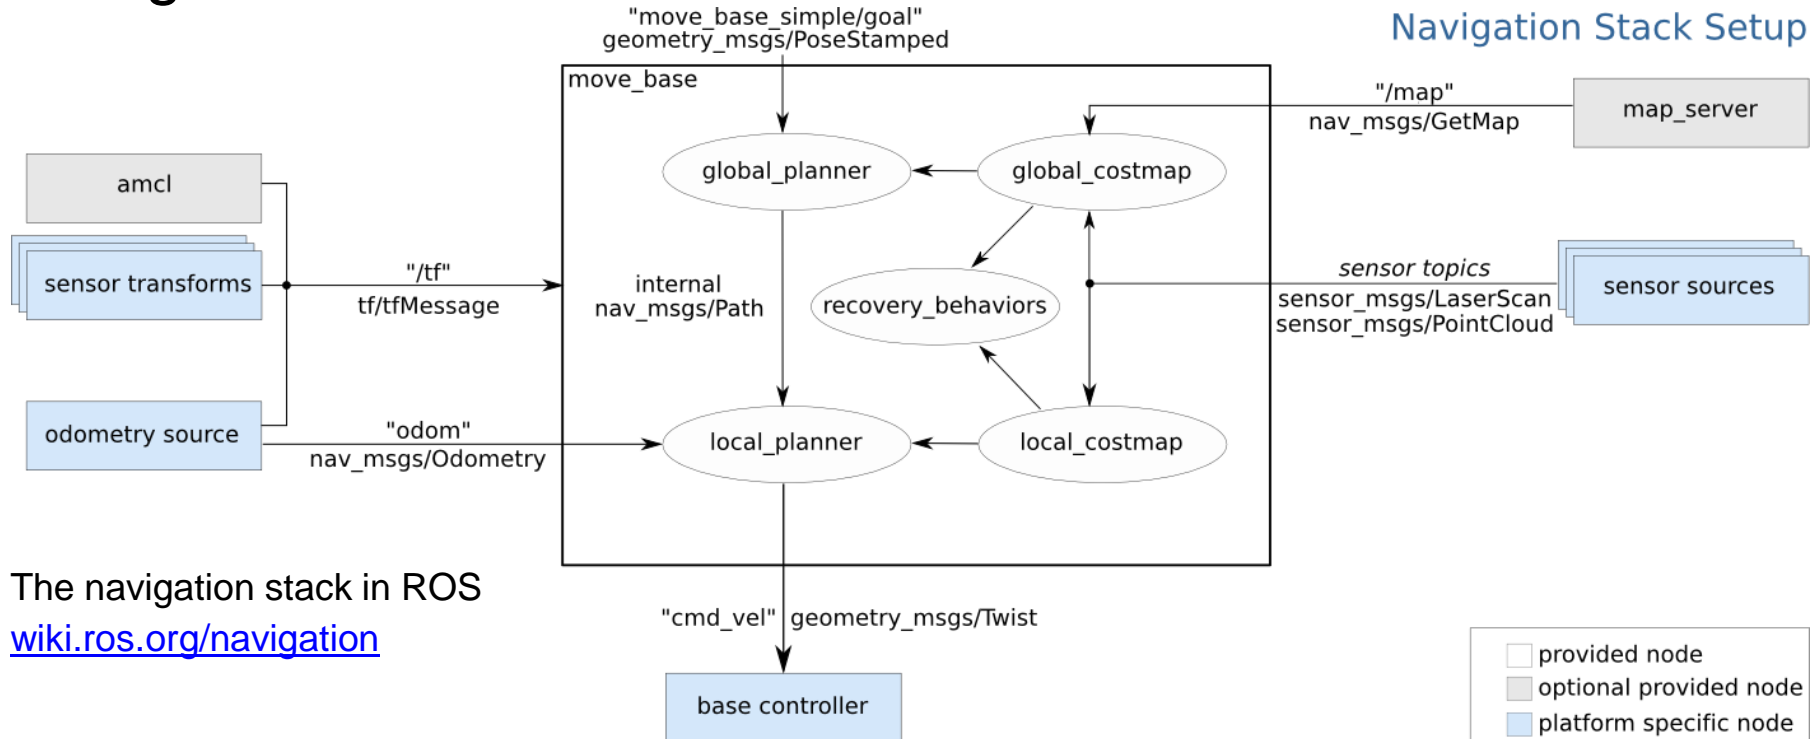 "move_base_simple/goal"
geometry_msgs/PoseStamped
Navigation Stack Setup
move_base
"/map"
nav_msgs/GetMap
map_server
amcl
global_planner
global_costmap
sensor transforms
"/tf"
tf/tfMessage
internal
nav_msgs/Path
recovery_behaviors
sensor topics
sensor_msgs/LaserScan
sensor_msgs/PointCloud
sensor sources
odometry source
"odom"
nav_msgs/Odometry
local_planner
local_costmap
The navigation stack in ROS
wiki.ros.org/navigation
"cmd_vel" geometry_msgs/Twist
base controller
provided node
optional provided node
platform specific node